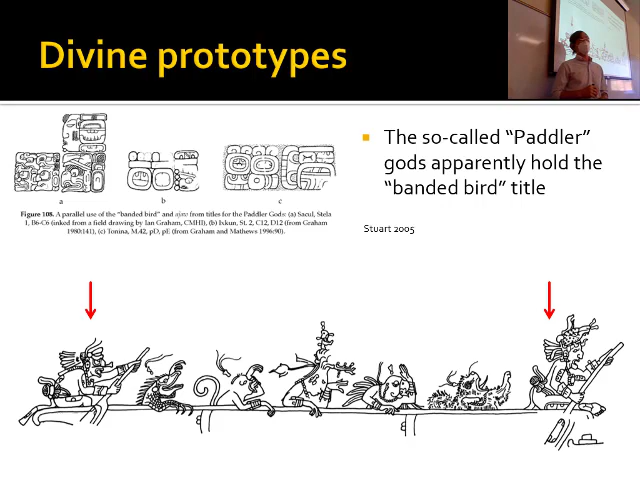 Divine prototypes
a
b
c
Figure 108. A parallel use of the "banded bird" and ajaw from titles for the Paddler Gods: (a) Sacul, Stela
1, B6-C6 (inked from a field drawing by Ian Graham, CMHI), (b) Ixkun, St. 2, C12, D12 (from Graham
1980:141), (c) Tonina, M.42, pD, pE (from Graham and Mathews 1996:90).
The so-called "Paddler"
gods apparently hold the
"banded bird" title
Stuart 2005